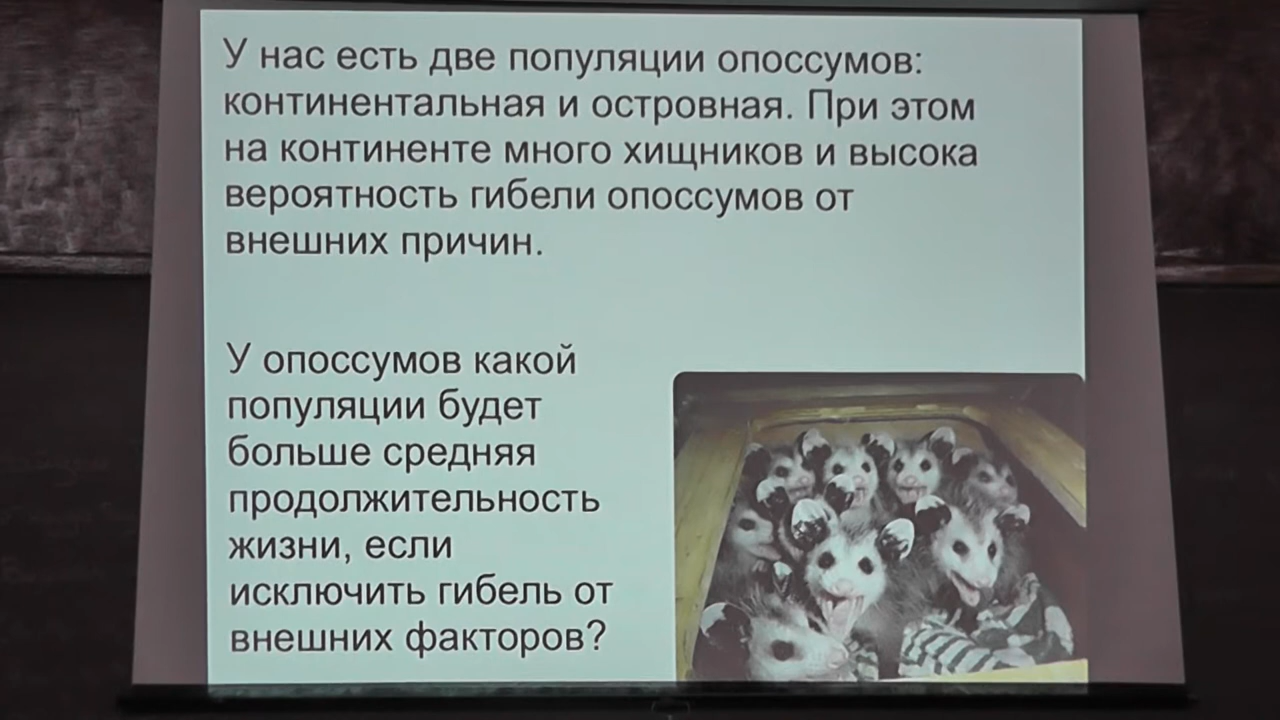 У нас есть две популяции опоссумов:
континентальная и островная. При этом
на континенте много хищников и высока
вероятность гибели опоссумов от
внешних причин.
У опоссумов какой
популяции будет
больше средняя
продолжительность
жизни, если
исключить гибель от
внешних факторов?